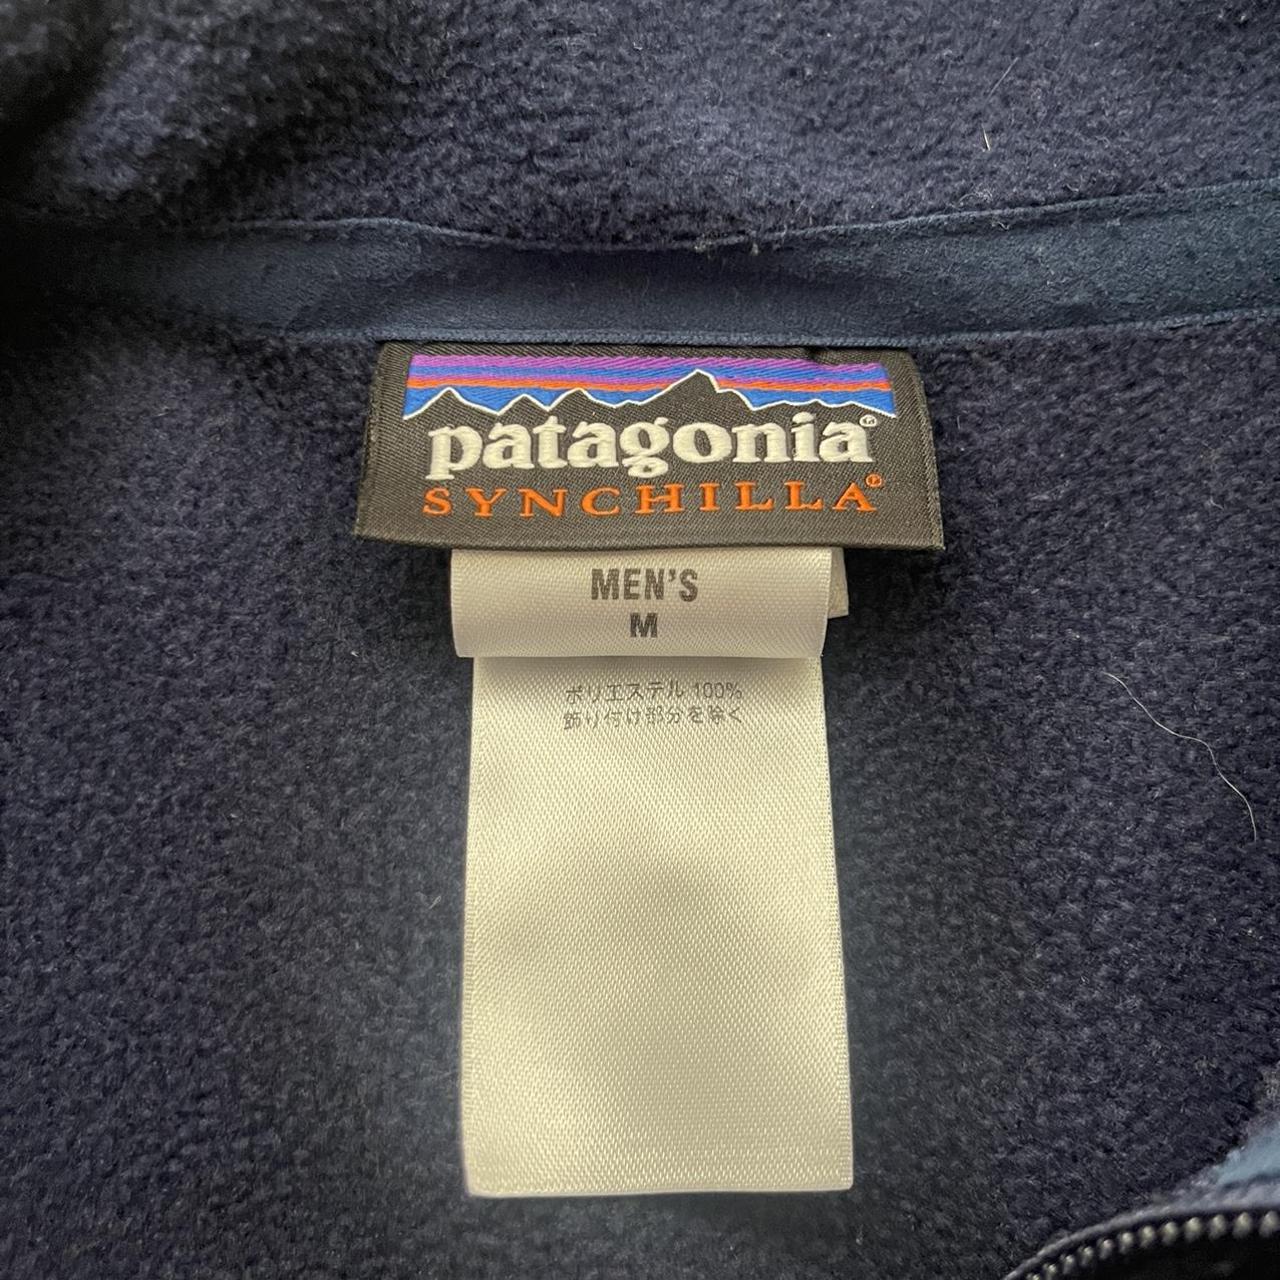 patagonia®
SYNCHILLA®
MEN'S
M
ポリエステル 100%
飾り付け部分を除く